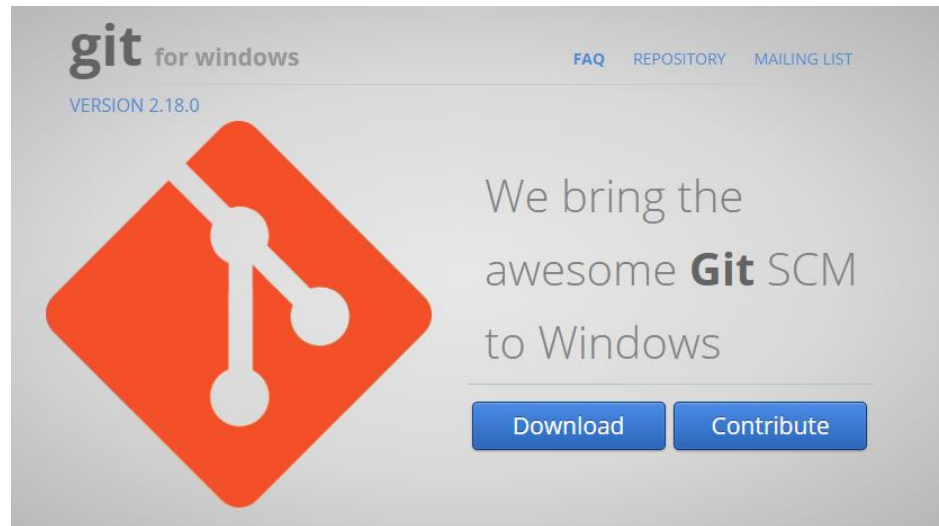 git for windows
FAQ REPOSITORY MAILING LIST
VERSION 2.18.0
We bring the
awesome Git SCM
to Windows
Download
Contribute